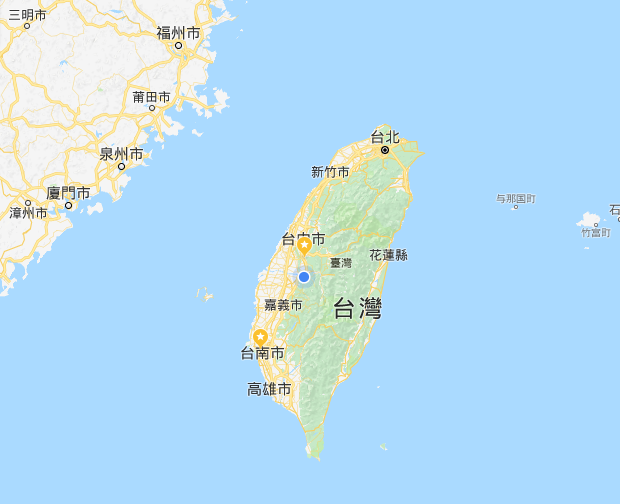 三明市
福州市
莆田市
泉州市
廈門市
漳州市
台北
新竹市
与那国町
石
竹富町
台中市
花蓮縣
臺灣
嘉義市
台灣
台南市
高雄市